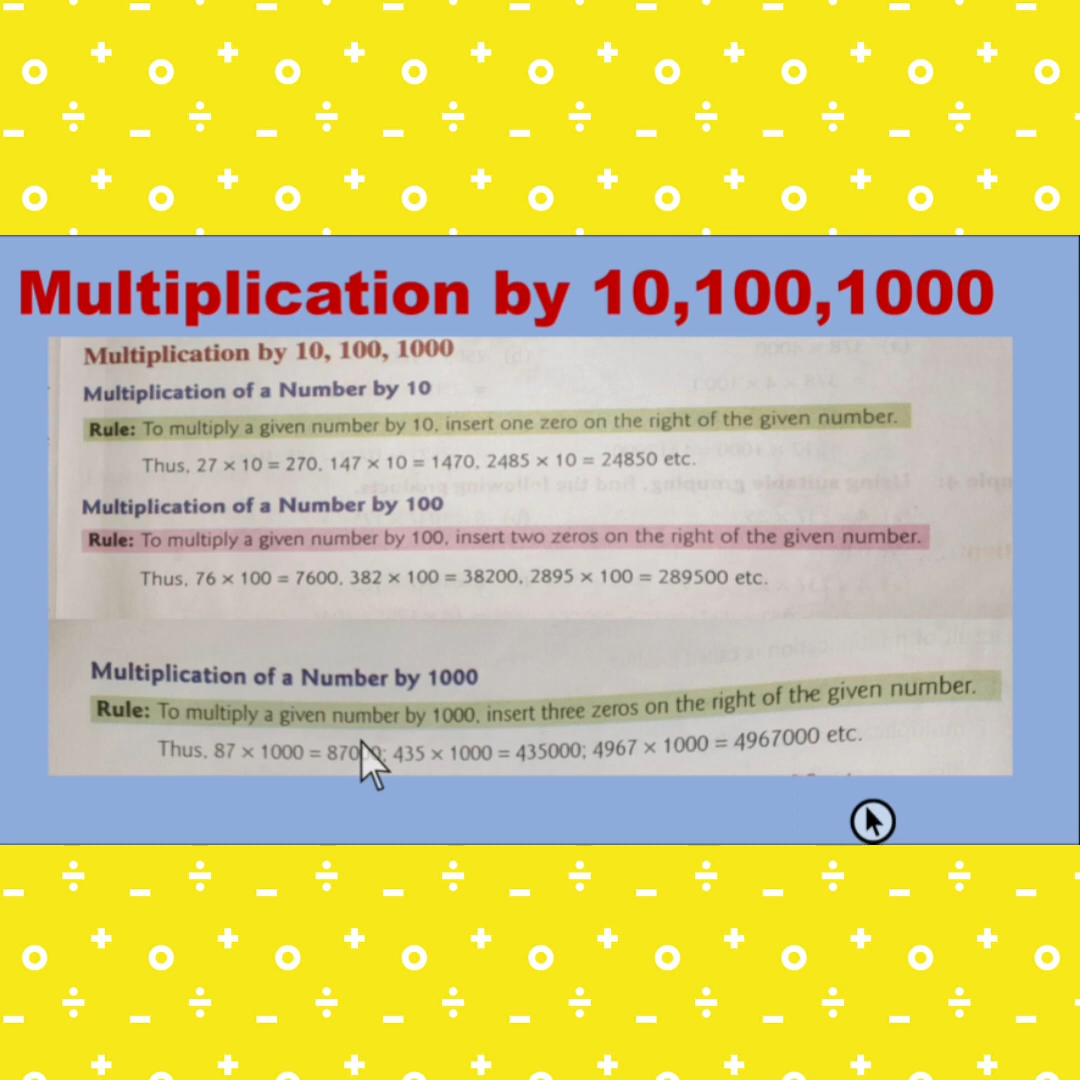 Multiplication by 10,100,1000
Multiplication by 10, 100, 1000
Multiplication of a Number by 10
Rule: To multiply a given number by 10, insert one zero on the right of the given number.
Thus, 27 × 10 = 270, 147 × 10 = 1470, 2485 × 10 = 24850 etc.
Multiplication of a Number by 100
Rule: To multiply a given number by 100, insert two zeros on the right of the given number.
Thus, 76 × 100 = 7600, 382 × 100 = 38200, 2895 × 100 = 289500 etc.
Multiplication of a Number by 1000
Rule: To multiply a given number by 1000, insert three zeros on the right of the given number.
Thus, 87 × 1000 = 87000; 435 × 1000 = 435000; 4967 × 1000 = 4967000 etc.